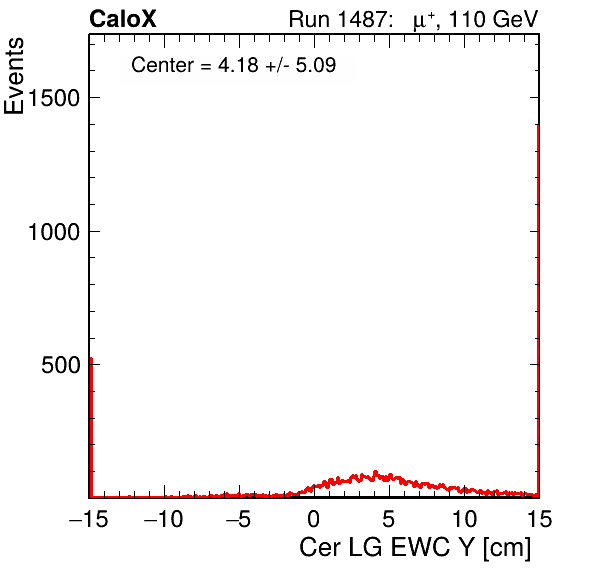 CaloX Run 1487: μ⁺, 110 GeV
Center = 4.18 +/- 5.09
Events
1500
1000
500
−15 −10 −5 0 5 10 15
Cer LG EWC Y [cm]